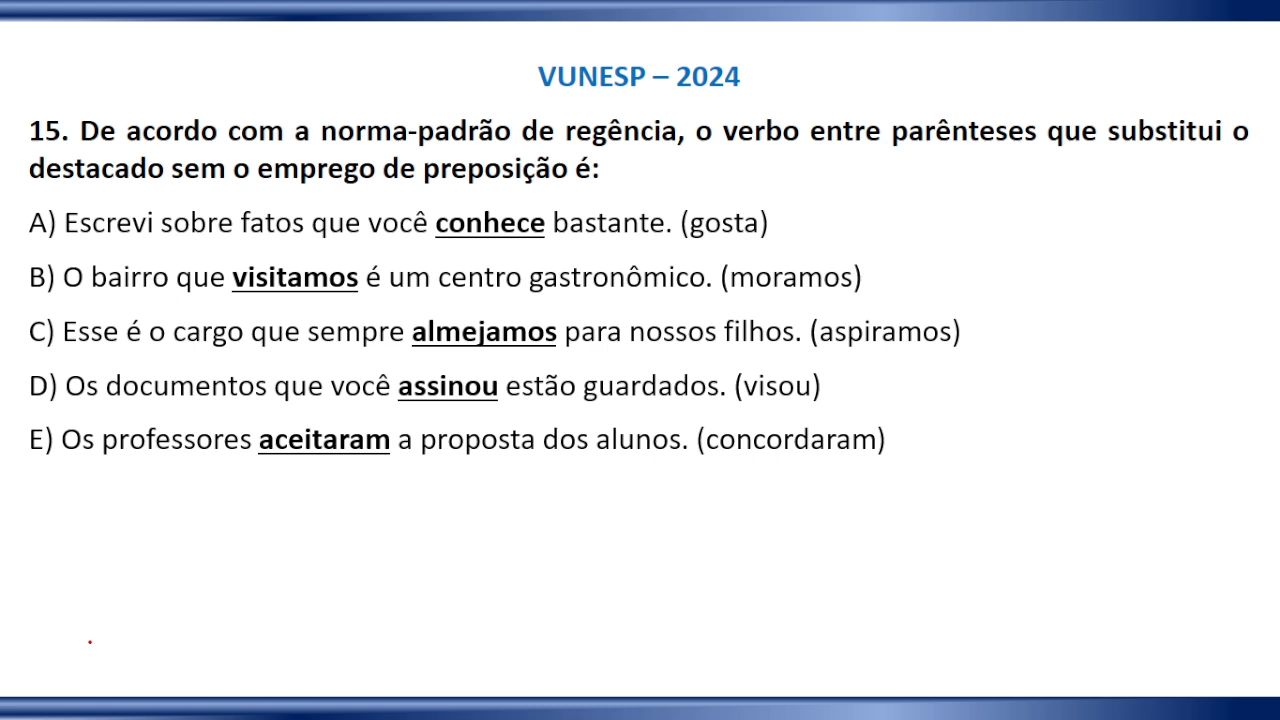 VUNESP – 2024
15. De acordo com a norma-padrão de regência, o verbo entre parênteses que substitui o
destacado sem o emprego de preposição é:
A) Escrevi sobre fatos que você conhece bastante. (gosta)
B) O bairro que visitamos é um centro gastronômico. (moramos)
C) Esse é o cargo que sempre almejamos para nossos filhos. (aspiramos)
D) Os documentos que você assinou estão guardados. (visou)
E) Os professores aceitaram a proposta dos alunos. (concordaram)